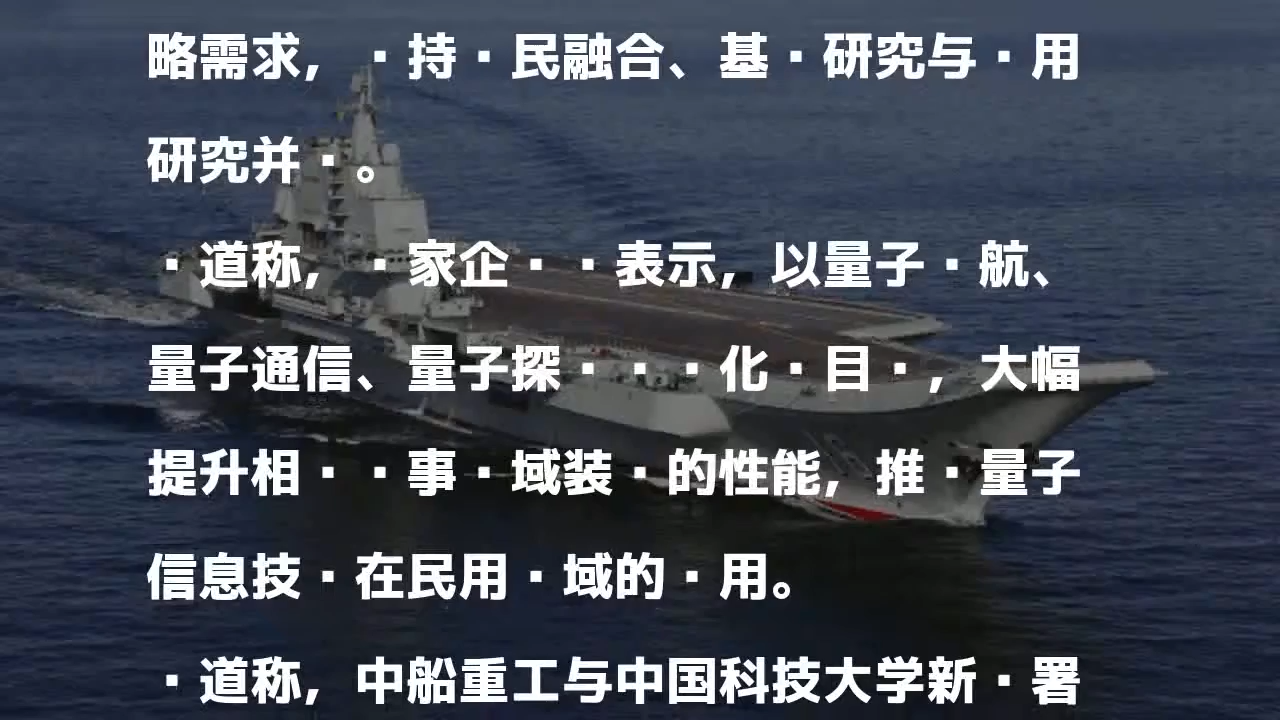 略需求,▪持▪民融合、基▪研究与▪用
研究并▪。
▪道称,▪家企▪▪表示,以量子▪航、
量子通信、量子探▪▪▪化▪目▪,大幅
提升相▪▪事▪域装▪的性能,推▪量子
信息技▪在民用▪域的▪用。
▪道称,中船重工与中国科技大学新▪署